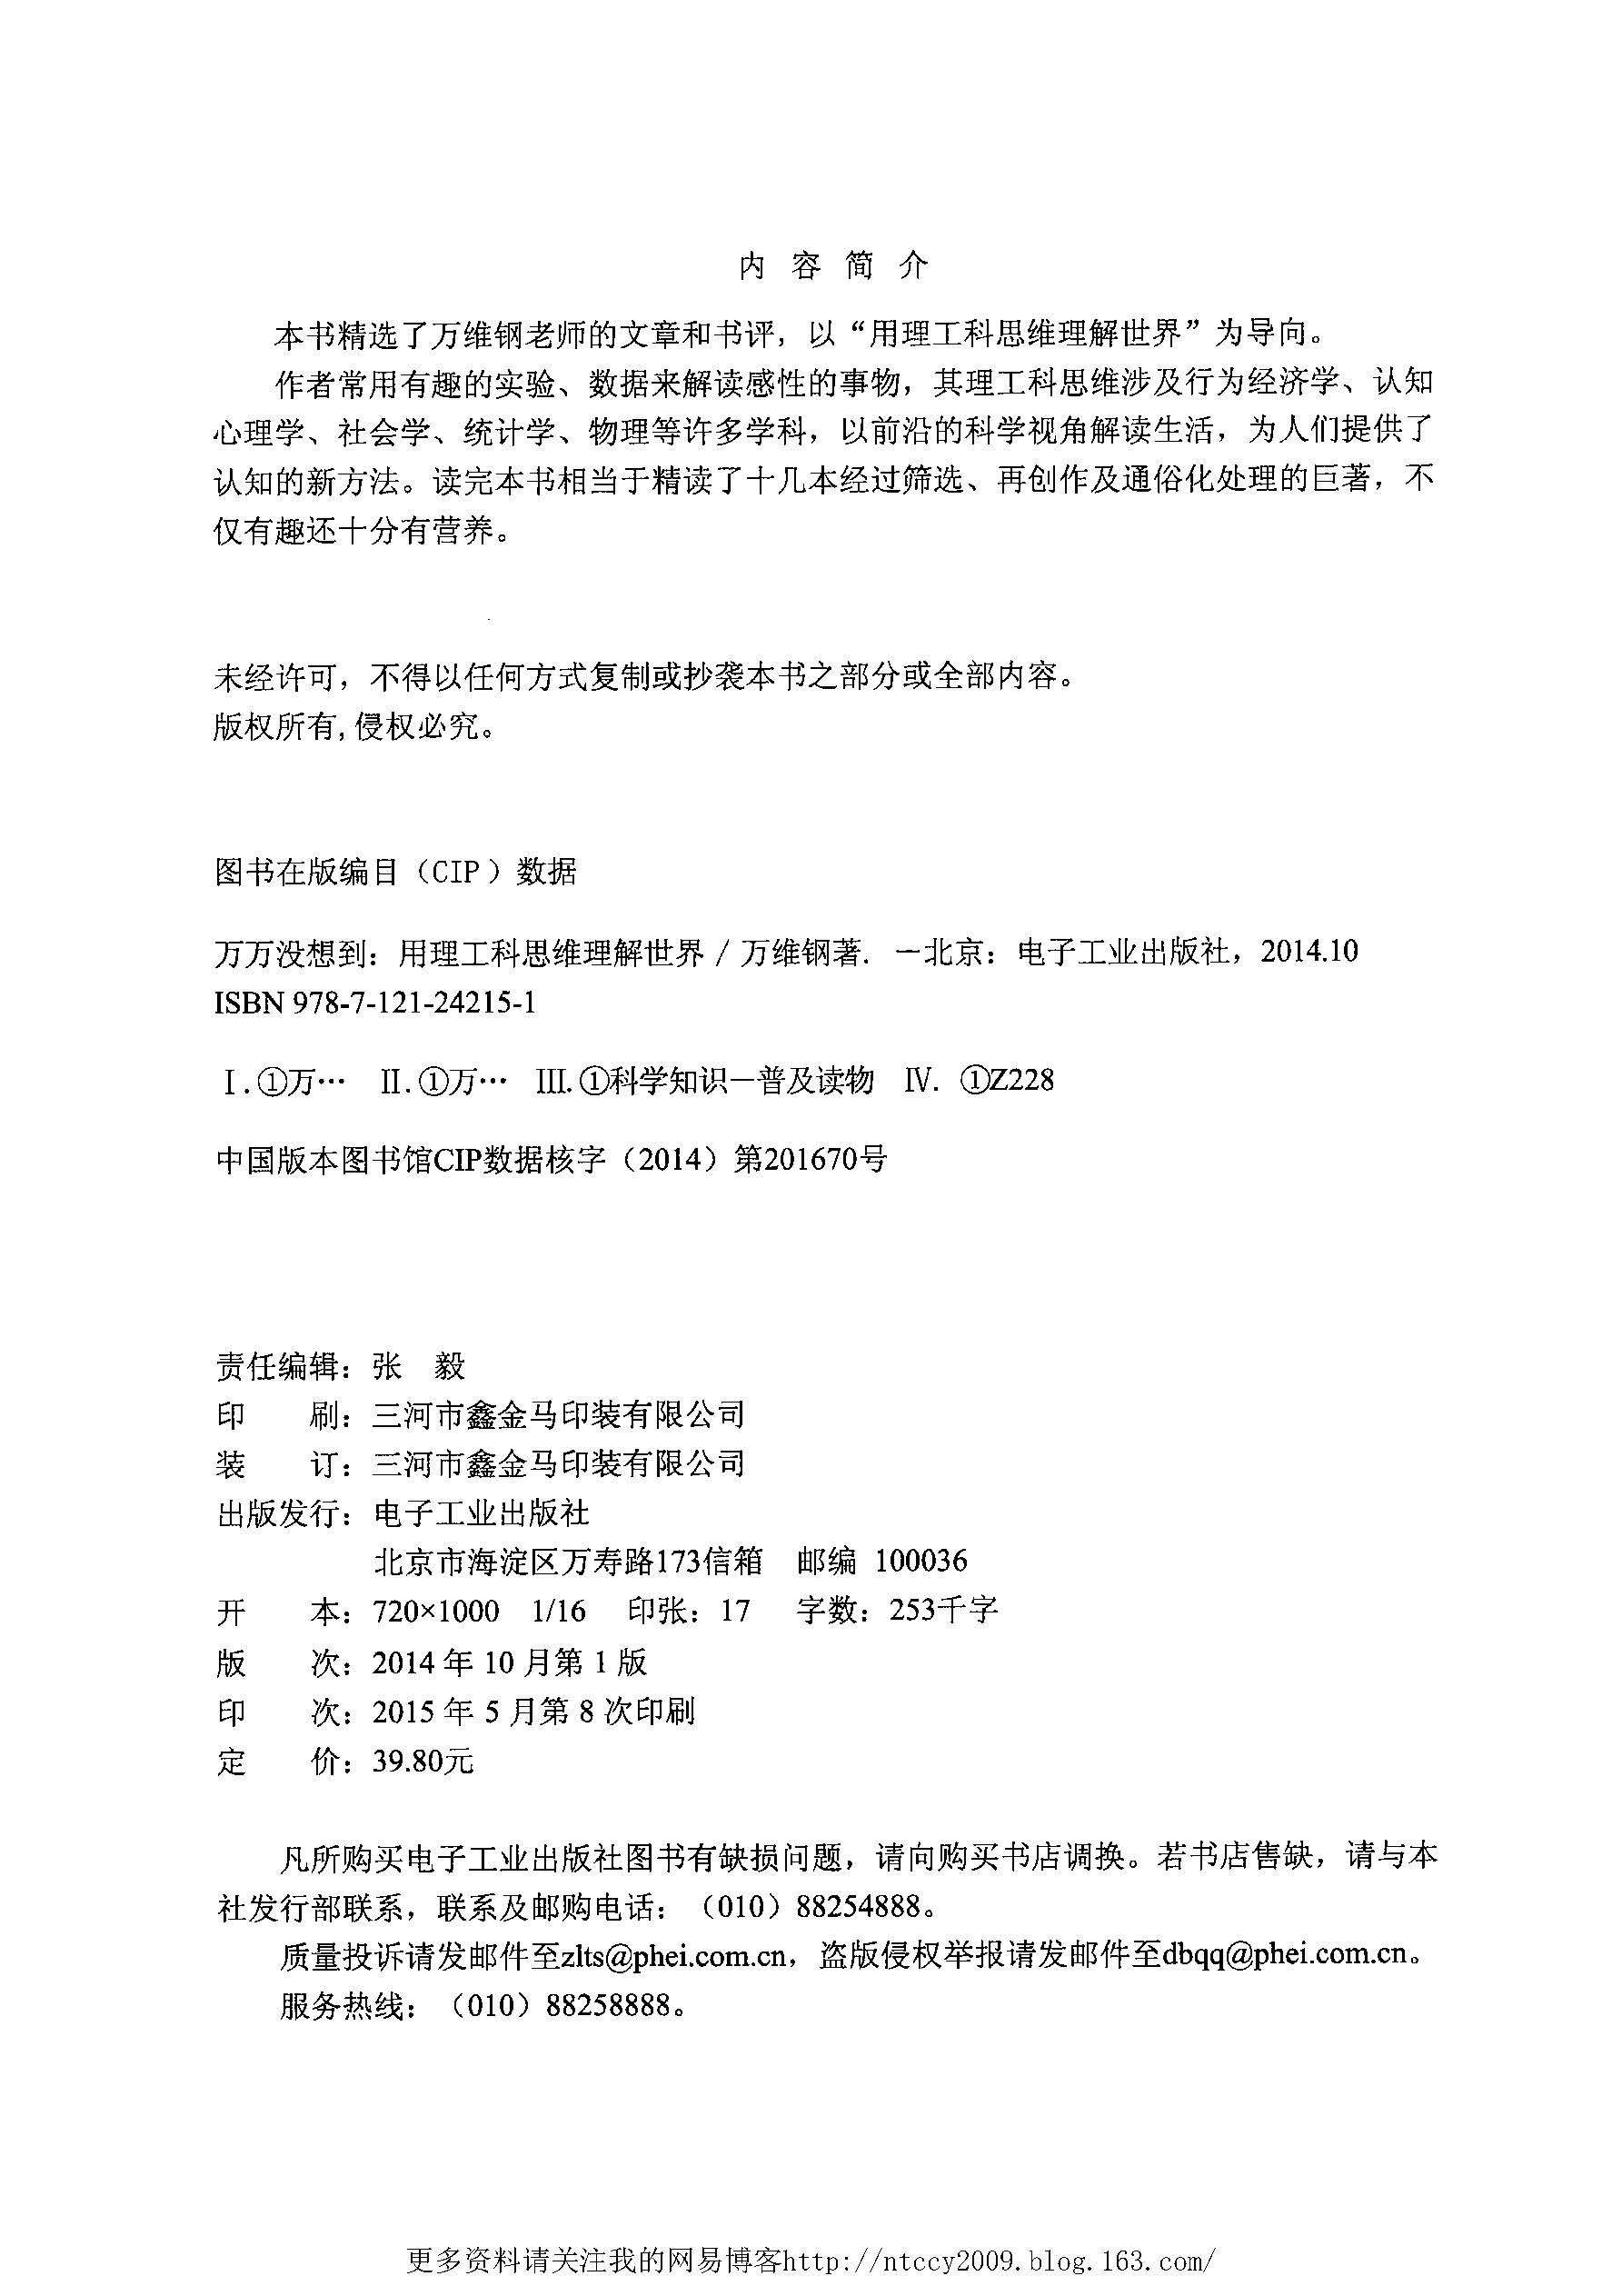 内 容 简 介
本书精选了万维钢老师的文章和书评，以“用理工科思维理解世界”为导向。
作者常用有趣的实验、数据来解读感性的事物，其理工科思维涉及行为经济学、认知
心理学、社会学、统计学、物理等许多学科，以前沿的科学视角解读生活，为人们提供了
认知的新方法。读完本书相当于精读了十几本经过筛选、再创作及通俗化处理的巨著，不
仅有趣还十分有营养。
未经许可，不得以任何方式复制或抄袭本书之部分或全部内容。
版权所有,侵权必究。
图书在版编目（CIP）数据
万万没想到：用理工科思维理解世界 / 万维钢著. —北京：电子工业出版社，2014.10
ISBN 978-7-121-24215-1
Ⅰ.①万… Ⅱ.①万… Ⅲ.①科学知识—普及读物 Ⅳ. ①Z228
中国版本图书馆CIP数据核字（2014）第201670号
责任编辑：张 毅
印 刷：三河市鑫金马印装有限公司
装 订：三河市鑫金马印装有限公司
出版发行：电子工业出版社
北京市海淀区万寿路173信箱 邮编 100036
开 本：720×1000 1/16 印张：17 字数：253千字
版 次：2014 年 10 月第 1 版
印 次：2015 年 5 月第 8 次印刷
定 价：39.80元
凡所购买电子工业出版社图书有缺损问题，请向购买书店调换。若书店售缺，请与本
社发行部联系，联系及邮购电话：（010）88254888。
质量投诉请发邮件至zlts@phei.com.cn，盗版侵权举报请发邮件至dbqq@phei.com.cn。
服务热线：（010）88258888。
更多资料请关注我的网易博客http://ntccy2009.blog.163.com/